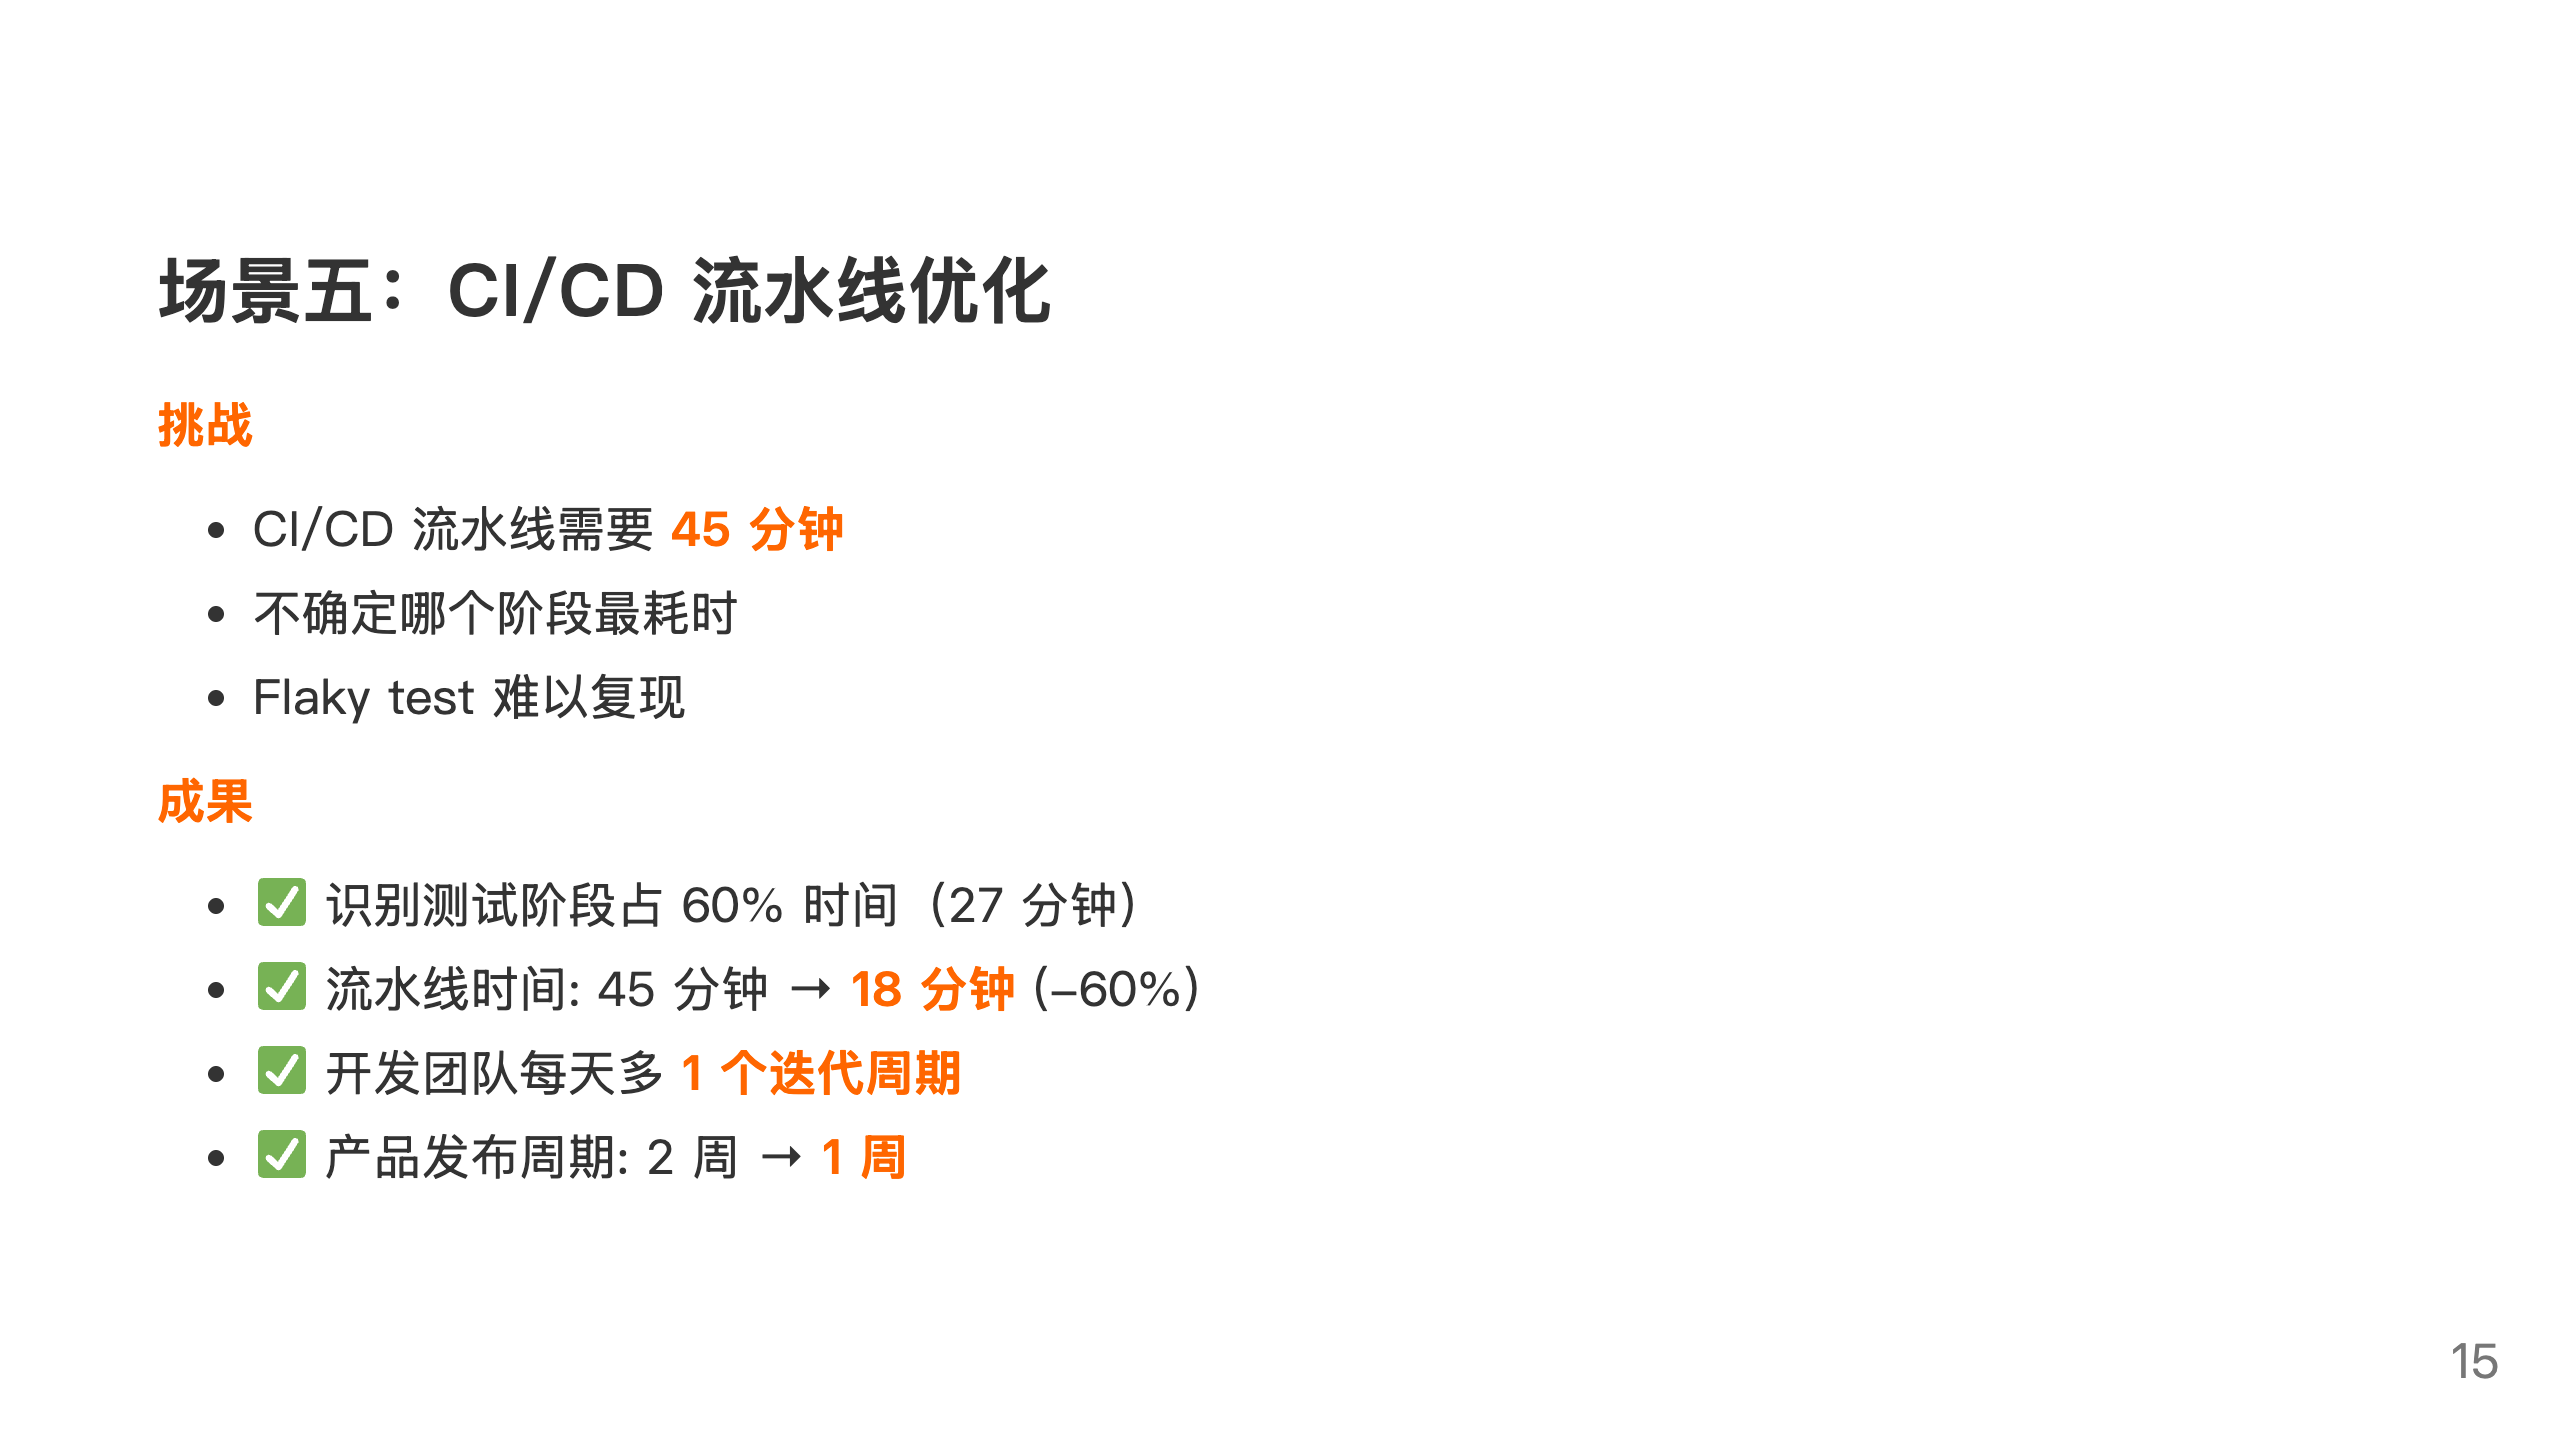 场景五：CI/CD 流水线优化
挑战
• CI/CD 流水线需要 45 分钟
• 不确定哪个阶段最耗时
• Flaky test 难以复现
成果
• ✅ 识别测试阶段占 60% 时间（27 分钟）
• ✅ 流水线时间: 45 分钟 → 18 分钟 (–60%)
• ✅ 开发团队每天多 1 个迭代周期
• ✅ 产品发布周期: 2 周 → 1 周
15